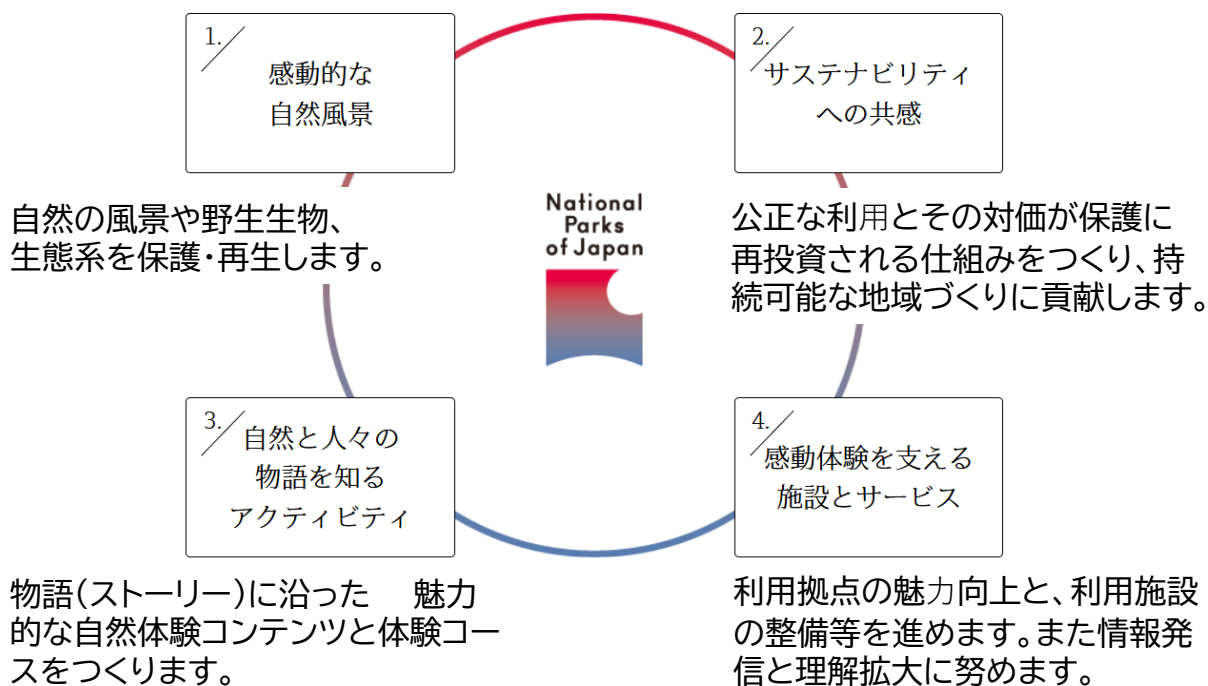 1.
感動的な
自然風景
自然の風景や野生生物、
生態系を保護・再生します。
2.
サステナビリティ
への共感
公正な利用とその対価が保護に
再投資される仕組みをつくり、持
続可能な地域づくりに貢献します。
National
Parks
of Japan
3.
自然と人々の
物語を知る
アクティビティ
物語(ストーリー)に沿った　魅力
的な自然体験コンテンツと体験コー
スをつくります。
4.
感動体験を支える
施設とサービス
利用拠点の魅力向上と、利用施設
の整備等を進めます。また情報発
信と理解拡大に努めます。